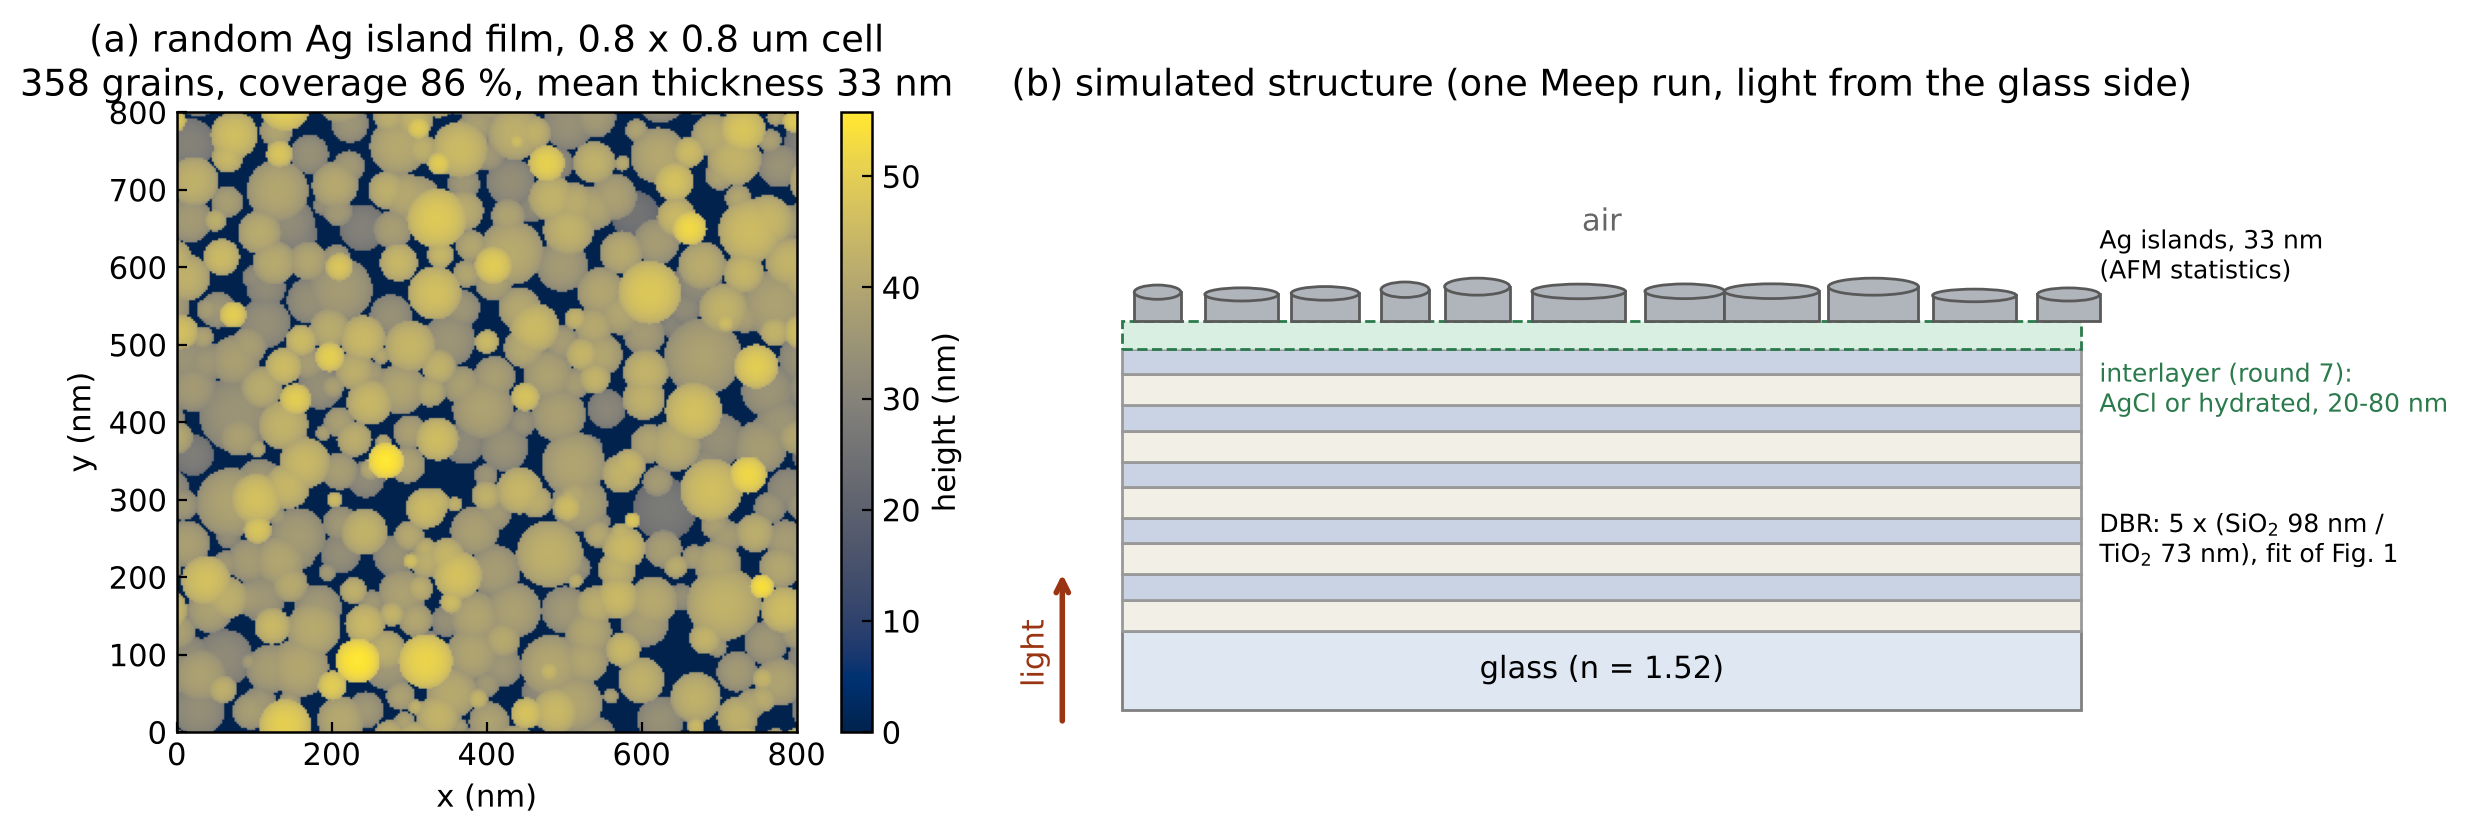 (a) random Ag island film, 0.8 x 0.8 um cell
358 grains, coverage 86 %, mean thickness 33 nm
800
700
600
500
400
300
200
100
0
y (nm)
0
200
400
600
800
x (nm)
50
40
30
20
10
0
height (nm)
(b) simulated structure (one Meep run, light from the glass side)
air
Ag islands, 33 nm
(AFM statistics)
interlayer (round 7):
AgCl or hydrated, 20-80 nm
DBR: 5 x (SiO₂ 98 nm /
TiO₂ 73 nm), fit of Fig. 1
light
glass (n = 1.52)